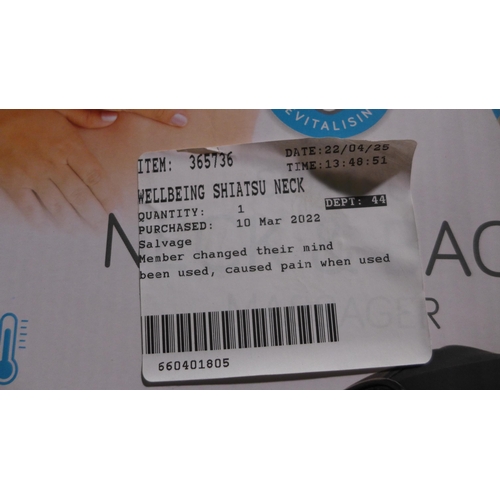 EVITALISIN
ITEM: 365736
DATE:22/04/25
TIME:13:48:51
WELLBEING SHIATSU NECK
DEPT: 44
QUANTITY: 1
PURCHASED: 10 Mar 2022
Salvage
Member changed their mind
been used, caused pain when used
660401805